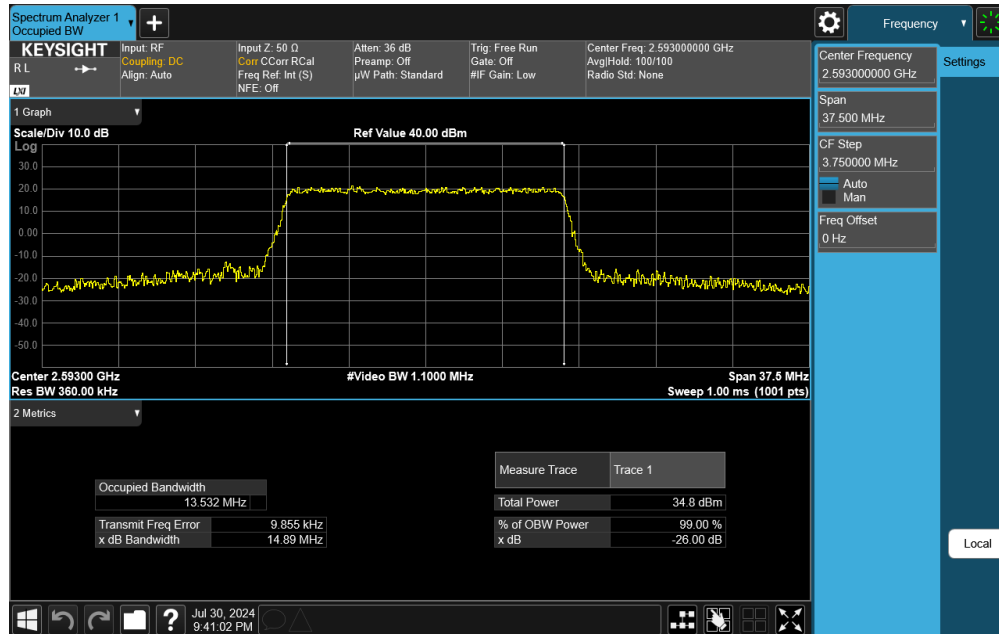 Spectrum Analyzer 1
Occupied BW
Frequency
KEYSIGHT
RL
LXI
Input: RF
Coupling: DC
Align: Auto
Input Z: 50 Ω
Corr CCorr RCal
Freq Ref: Int (S)
NFE: Off
Atten: 36 dB
Preamp: Off
µW Path: Standard
Trig: Free Run
Gate: Off
#IF Gain: Low
Center Freq: 2.593000000 GHz
Avg|Hold: 100/100
Radio Std: None
Center Frequency
2.593000000 GHz
Settings
Span
37.500 MHz
CF Step
3.750000 MHz
Auto
Man
Freq Offset
0 Hz
Local
1 Graph
Scale/Div 10.0 dB
Ref Value 40.00 dBm
Log
30.0
20.0
10.0
0.00
-10.0
-20.0
-30.0
-40.0
-50.0
Center 2.59300 GHz
#Video BW 1.1000 MHz
Span 37.5 MHz
Res BW 360.00 kHz
Sweep 1.00 ms (1001 pts)
2 Metrics
Occupied Bandwidth
13.532 MHz
Transmit Freq Error 9.855 kHz
x dB Bandwidth 14.89 MHz
Measure Trace Trace 1
Total Power 34.8 dBm
% of OBW Power 99.00 %
x dB -26.00 dB
?
Jul 30, 2024
9:41:02 PM